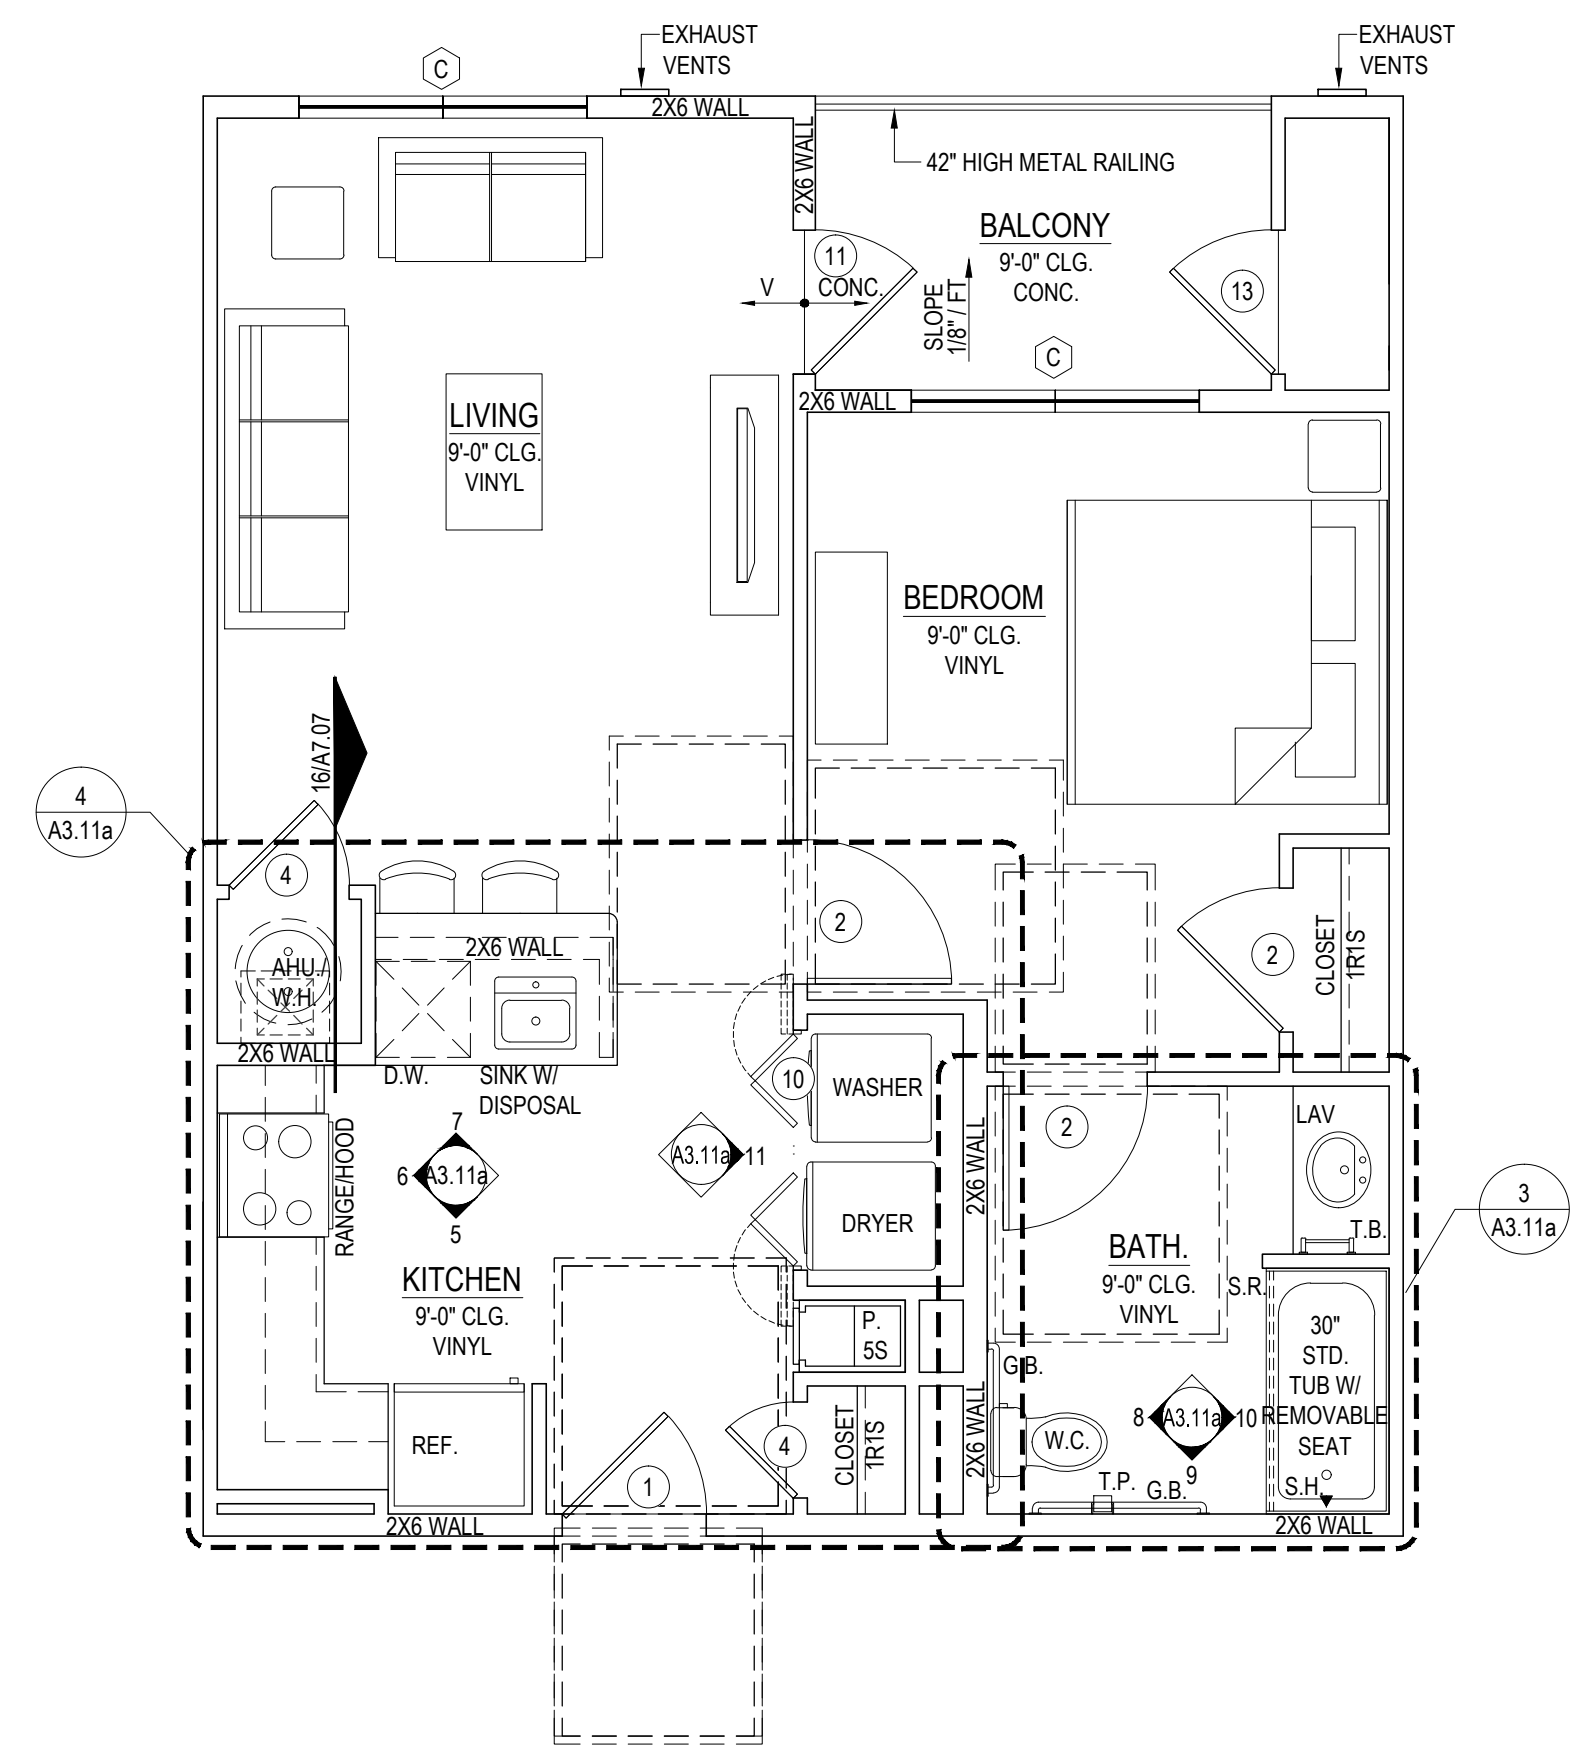 EXHAUST
VENTS
EXHAUST
VENTS
C
2X6 WALL
2X6 WALL
42" HIGH METAL RAILING
BALCONY
9'-0" CLG.
CONC.
11
V
CONC.
SLOPE
1/8" / FT
13
C
2X6 WALL
LIVING
9'-0" CLG.
VINYL
BEDROOM
9'-0" CLG.
VINYL
16/A7.07
4
A3.11a
4
2
2
CLOSET
1R1S
2X6 WALL
AHU./
W.H.
2X6 WALL
D.W.
SINK W/
DISPOSAL
10
WASHER
2
LAV
RANGE/HOOD
7
6
A3.11a
5
A3.11a
11
2X6 WALL
DRYER
T.B.
3
A3.11a
KITCHEN
9'-0" CLG.
VINYL
BATH.
9'-0" CLG.
VINYL
S.R.
P.
5S
30"
STD.
TUB W/
REMOVABLE
SEAT
G.B.
8
A3.11a
10
9
REF.
4
CLOSET
1R1S
2X6 WALL
W.C.
1
T.P.
G.B.
S.H.
2X6 WALL
2X6 WALL